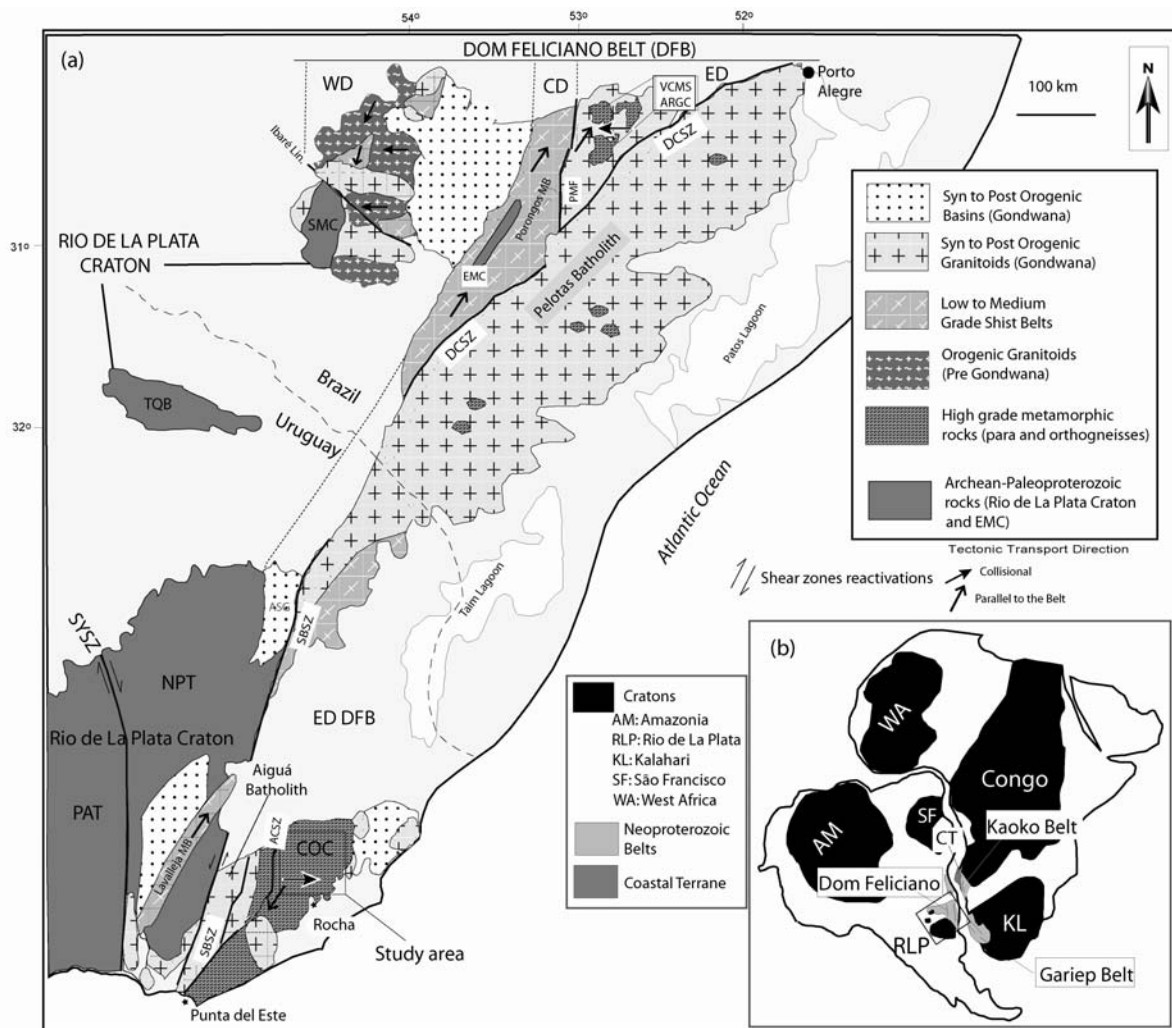 54°
53°
52°
(a)
DOM FELICIANO BELT (DFB)
WD
CD
ED
Porto
Alegre
VCMS
ARGC
100 km
N
Ibaré Lin.
DCSZ
PMF
Porongos MB
SMC
31°
RIO DE LA PLATA
CRATON
EMC
Pelotas Batholith
DCSZ
Patos Lagoon
Brazil
Uruguay
TQB
32°
Atlantic Ocean
Taim Lagoon
ASG
SBSZ
SYSZ
NPT
Rio de La Plata Craton
ED DFB
PAT
Aiguá
Batholith
Lavalleja MB
ACSZ
COC
SBSZ
Rocha
Study area
Punta del Este
Syn to Post Orogenic
Basins (Gondwana)
Syn to Post Orogenic
Granitoids (Gondwana)
Low to Medium
Grade Shist Belts
Orogenic Granitoids
(Pre Gondwana)
High grade metamorphic
rocks (para and orthogneisses)
Archean-Paleoproterozoic
rocks (Rio de La Plata Craton
and EMC)
Tectonic Transport Direction
Shear zones reactivations
Collisional
Parallel to the Belt
Cratons
AM: Amazonia
RLP: Rio de La Plata
KL: Kalahari
SF: São Francisco
WA: West Africa
Neoproterozoic
Belts
Coastal Terrane
(b)
WA
Congo
AM
SF
CT
Kaoko Belt
Dom Feliciano
RLP
KL
Gariep Belt